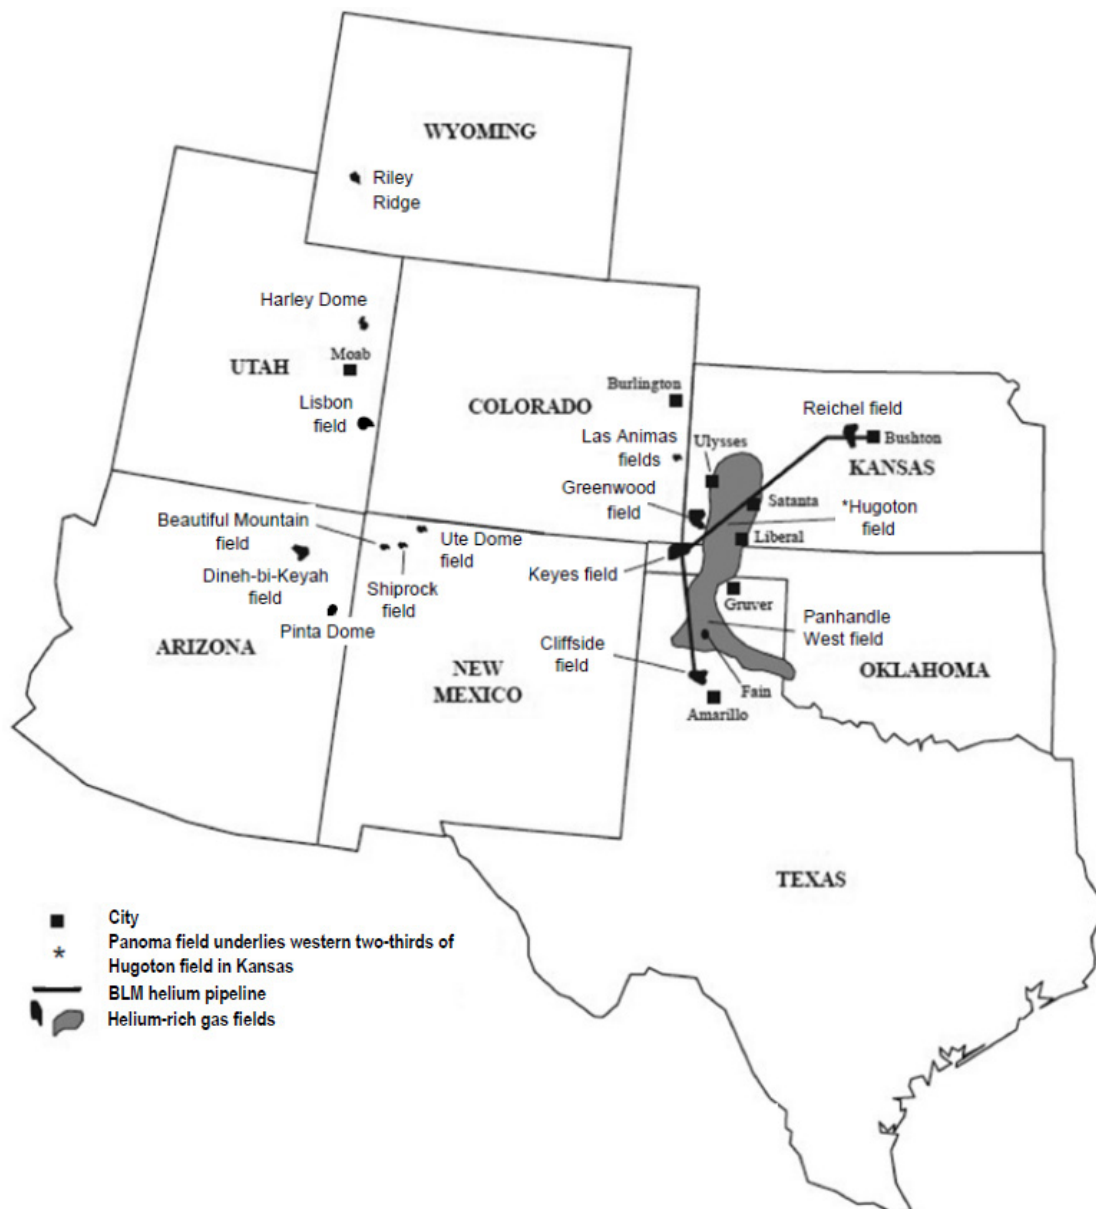 WYOMING
Riley
Ridge
Harley Dome
Moab
UTAH
Lisbon
field
COLORADO
Burlington
Las Animas
fields
Ulysses
Greenwood
field
Reichel field
Bushton
KANSAS
Satanta
*Hugoton
field
Liberal
Beautiful Mountain
field
Dineh-bi-Keyah
field
Ute Dome
field
Shiprock
field
Pinta Dome
Keyes field
Gruver
Panhandle
West field
ARIZONA
NEW
MEXICO
Cliffside
field
Fain
Amarillo
OKLAHOMA
TEXAS
City
* Panoma field underlies western two-thirds of
Hugoton field in Kansas
BLM helium pipeline
Helium-rich gas fields